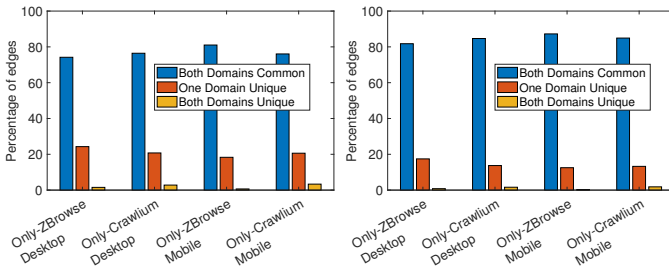 100
80
60
40
20
0
Percentage of edges
Both Domains Common
One Domain Unique
Both Domains Unique
Only-ZBrowse
Desktop
Only-Crawlium
Desktop
Only-ZBrowse
Mobile
Only-Crawlium
Mobile
100
80
60
40
20
0
Percentage of edges
Both Domains Common
One Domain Unique
Both Domains Unique
Only-ZBrowse
Desktop
Only-Crawlium
Desktop
Only-ZBrowse
Mobile
Only-Crawlium
Mobile